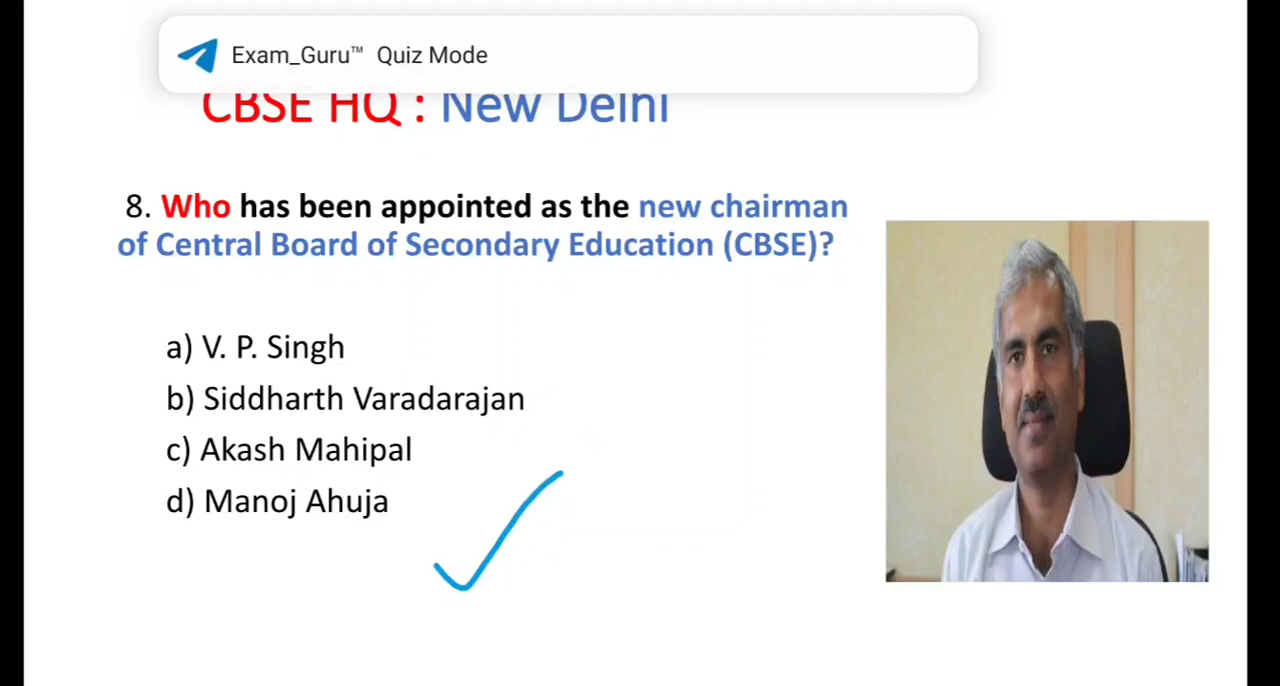 Exam_Guru™ Quiz Mode
CBSE HQ : New Delhi
8. Who has been appointed as the new chairman
of Central Board of Secondary Education (CBSE)?
a) V. P. Singh
b) Siddharth Varadarajan
c) Akash Mahipal
d) Manoj Ahuja